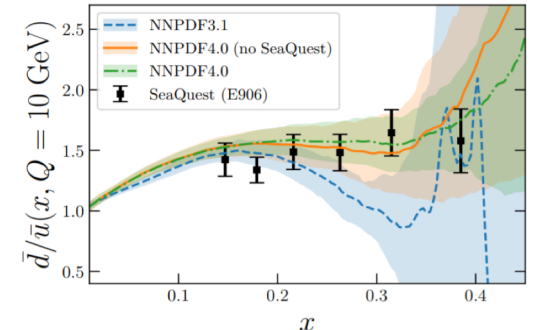 NNPDF3.1
NNPDF4.0 (no SeaQuest)
NNPDF4.0
SeaQuest (E906)
d̄/ū(x, Q = 10 GeV)
2.5
2.0
1.5
1.0
0.5
0.1 0.2 0.3 0.4
x